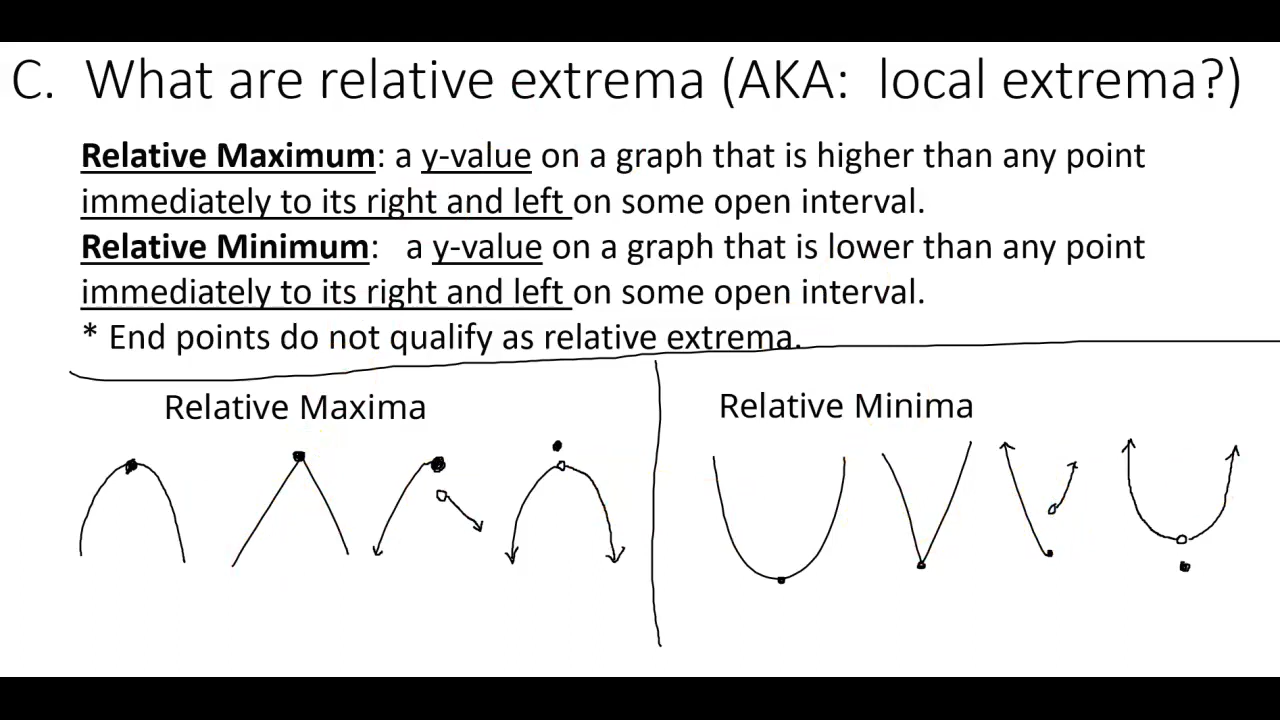 C. What are relative extrema (AKA: local extrema?)
Relative Maximum: a y-value on a graph that is higher than any point
immediately to its right and left on some open interval.
Relative Minimum: a y-value on a graph that is lower than any point
immediately to its right and left on some open interval.
* End points do not qualify as relative extrema.
Relative Maxima
Relative Minima